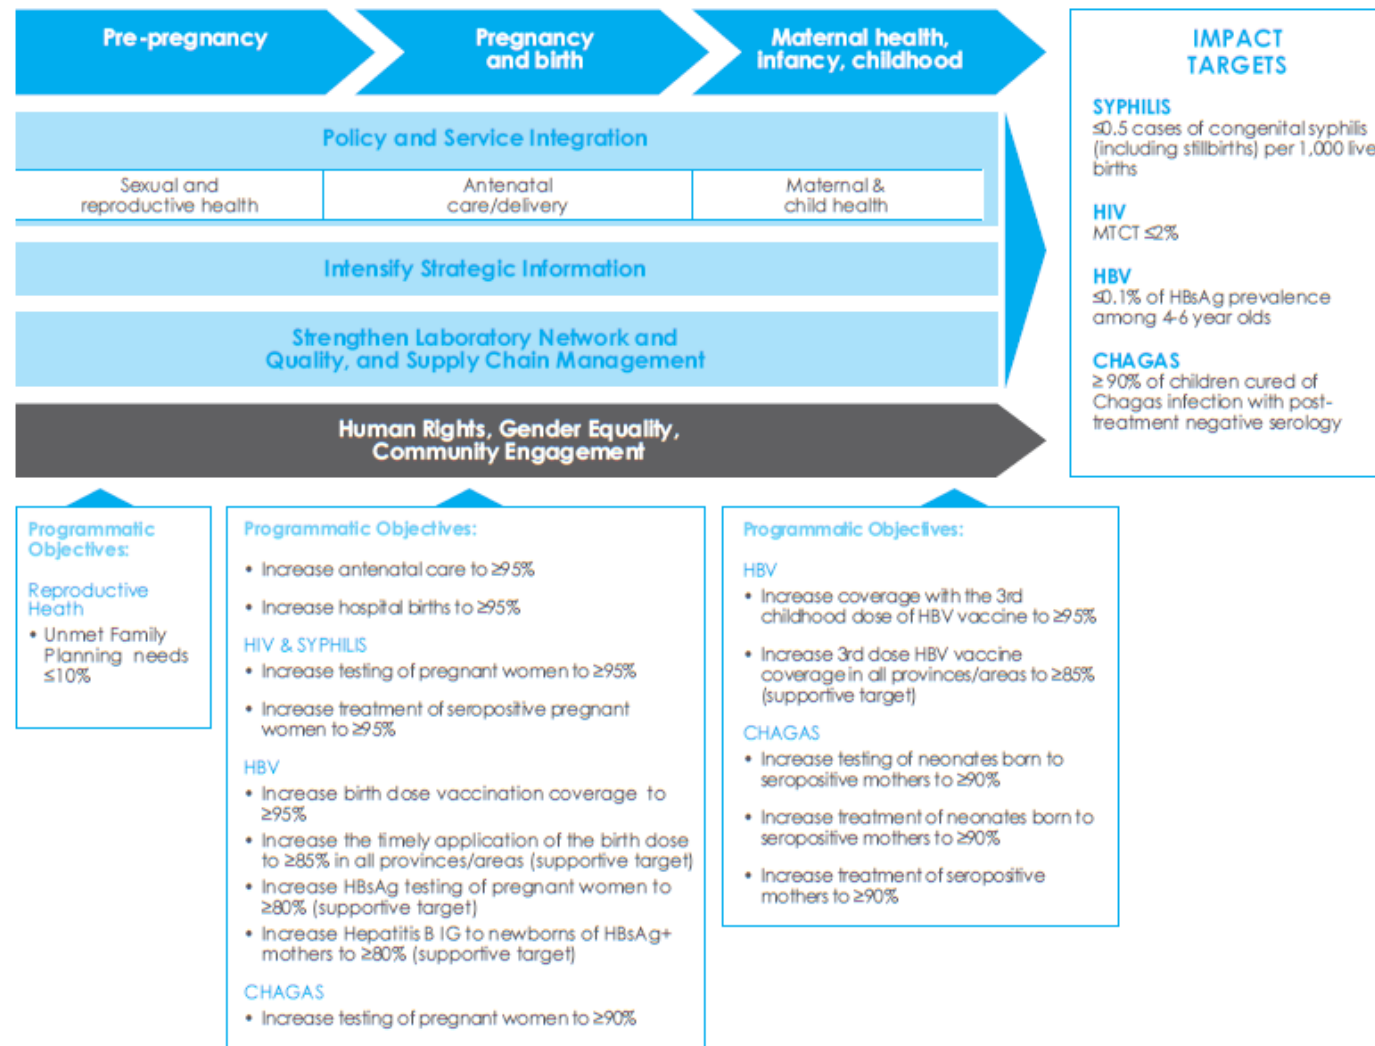 Pre-pregnancy
Pregnancy
and birth
Maternal health,
Infancy, childhood
Policy and Service Integration
Sexual and
reproductive health
Antenatal
care/delivery
Maternal &
child health
Intensify Strategic Information
Strengthen Laboratory Network and
Quality, and Supply Chain Management
Human Rights, Gender Equality,
Community Engagement
IMPACT
TARGETS
SYPHILIS
≤0.5 cases of congenital syphilis
(including stillbirths) per 1,000 live
births
HIV
MTCT ≤2%
HBV
≤0.1% of HBsAg prevalence
among 4-6 year olds
CHAGAS
≥ 90% of children cured of
Chagas infection with post-
treatment negative serology
Programmatic
Objectives:
Reproductive
Heath
• Unmet Family
Planning needs
≤10%
Programmatic Objectives:
• Increase antenatal care to ≥95%
• Increase hospital births to ≥95%
HIV & SYPHILIS
• Increase testing of pregnant women to ≥95%
• Increase treatment of seropositive pregnant
women to ≥95%
HBV
• Increase birth dose vaccination coverage to
≥95%
• Increase the timely application of the birth dose
to ≥85% in all provinces/areas (supportive target)
• Increase HBsAg testing of pregnant women to
≥80% (supportive target)
• Increase Hepatitis B IG to newborns of HBsAg+
mothers to ≥80% (supportive target)
CHAGAS
• Increase testing of pregnant women to ≥90%
Programmatic Objectives:
HBV
• Increase coverage with the 3rd
childhood dose of HBV vaccine to ≥95%
• Increase 3rd dose HBV vaccine
coverage in all provinces/areas to ≥85%
(supportive target)
CHAGAS
• Increase testing of neonates born to
seropositive mothers to ≥90%
• Increase treatment of neonates born to
seropositive mothers to ≥90%
• Increase treatment of seropositive
mothers to ≥90%